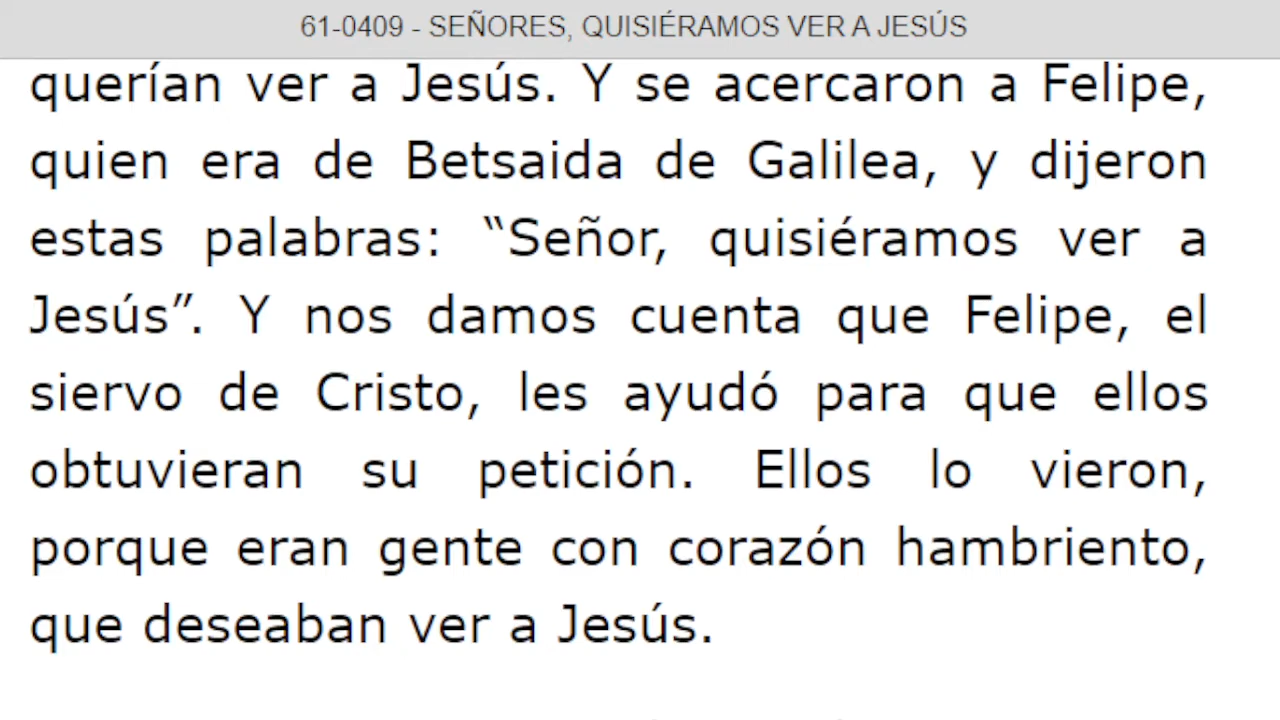 61-0409 - SEÑORES, QUISIÉRAMOS VER A JESÚS
querían ver a Jesús. Y se acercaron a Felipe,
quien era de Betsaida de Galilea, y dijeron
estas palabras: “Señor, quisiéramos ver a
Jesús”. Y nos damos cuenta que Felipe, el
siervo de Cristo, les ayudó para que ellos
obtuvieran su petición. Ellos lo vieron,
porque eran gente con corazón hambriento,
que deseaban ver a Jesús.